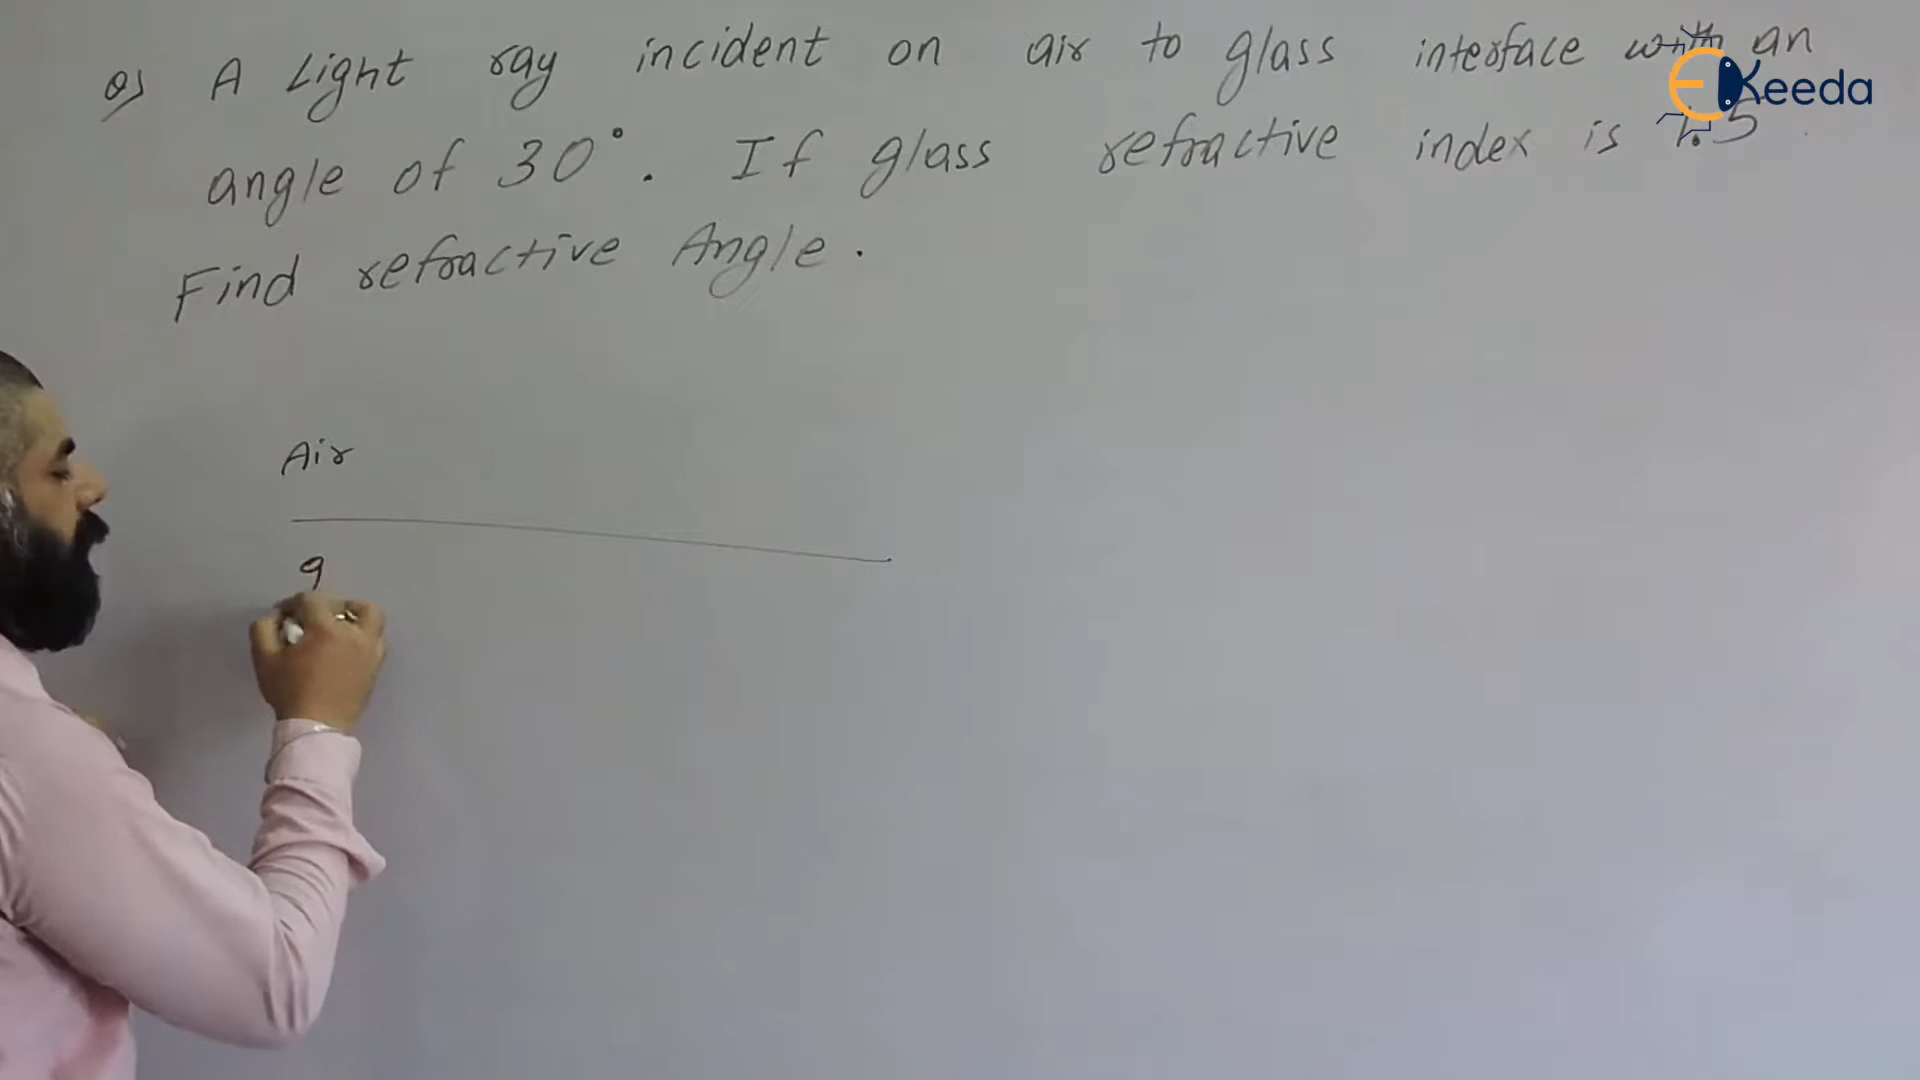 Q) A Light ray incident on air to glass interface with an
angle of 30°. If glass refractive index is 1.5
Find refractive Angle.
Air
g
EKeeda